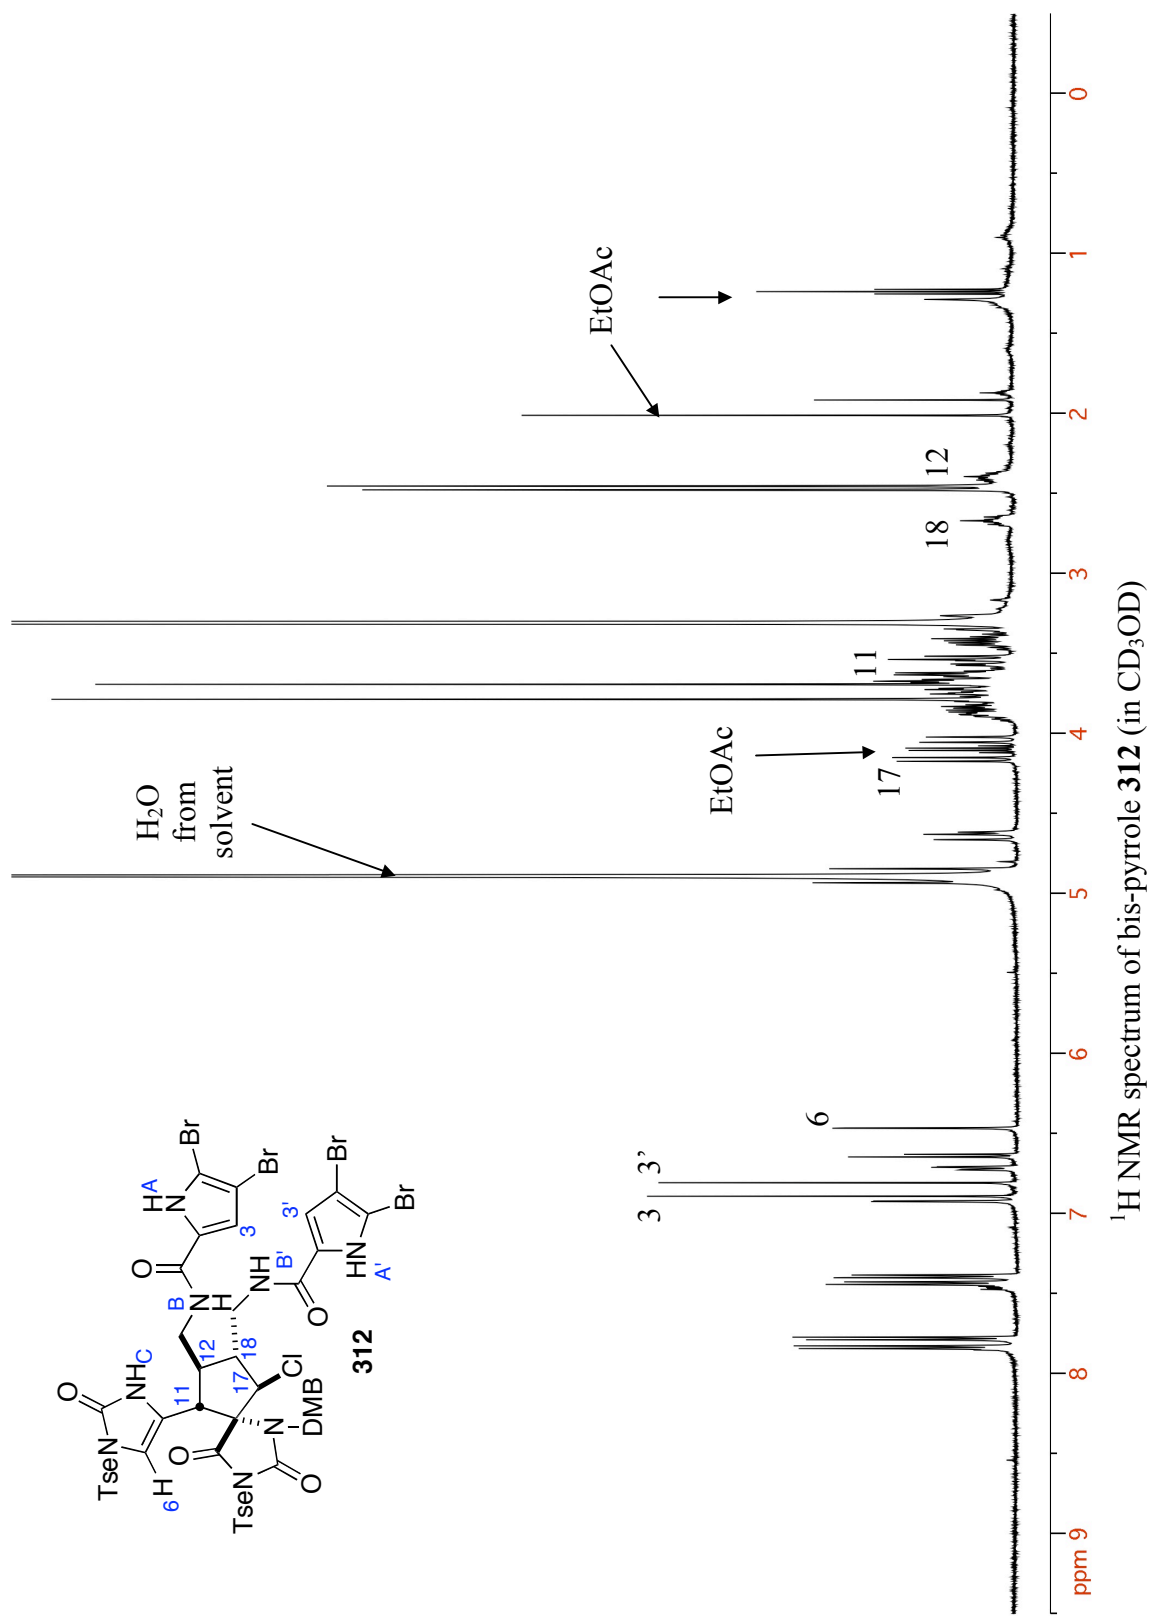 O
NH
C
TseN
H
6
11
12
O
B
N
H
HA
N
Br
Br
3
3'
Br
Br
NH
B'
HN
A'
O
18
17
Cl
O
N
DMB
TseN
O
312
H₂O
from
solvent
EtOAc
EtOAc
3
3’
6
17
11
18
12
ppm 9
8
7
6
5
4
3
2
1
0
¹H NMR spectrum of bis-pyrrole 312 (in CD₃OD)